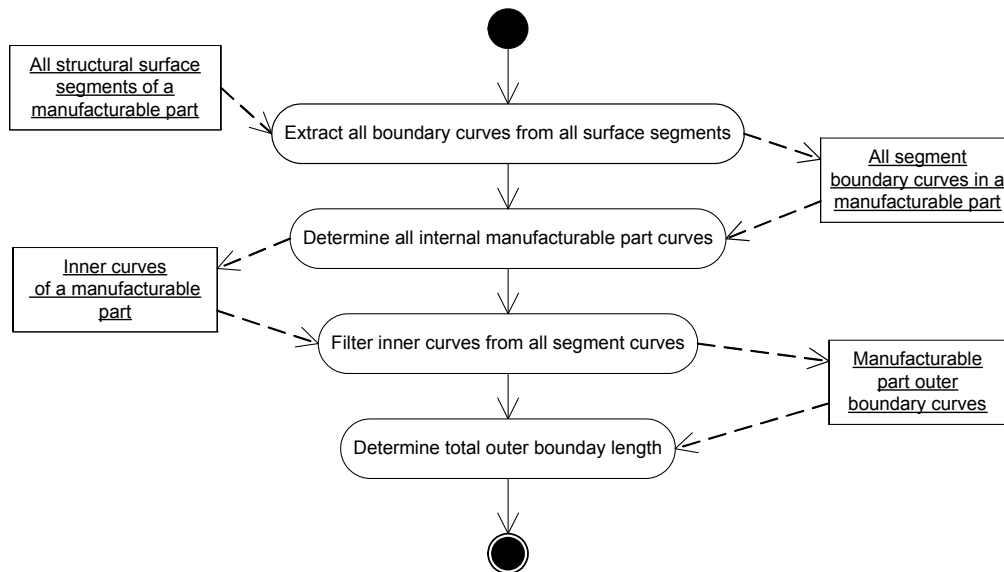 All structural surface
segments of a
manufacturable part
Extract all boundary curves from all surface segments
All segment
boundary curves in a
manufacturable part
Determine all internal manufacturable part curves
Inner curves
of a manufacturable
part
Filter inner curves from all segment curves
Manufacturable
part outer
boundary curves
Determine total outer bounday length